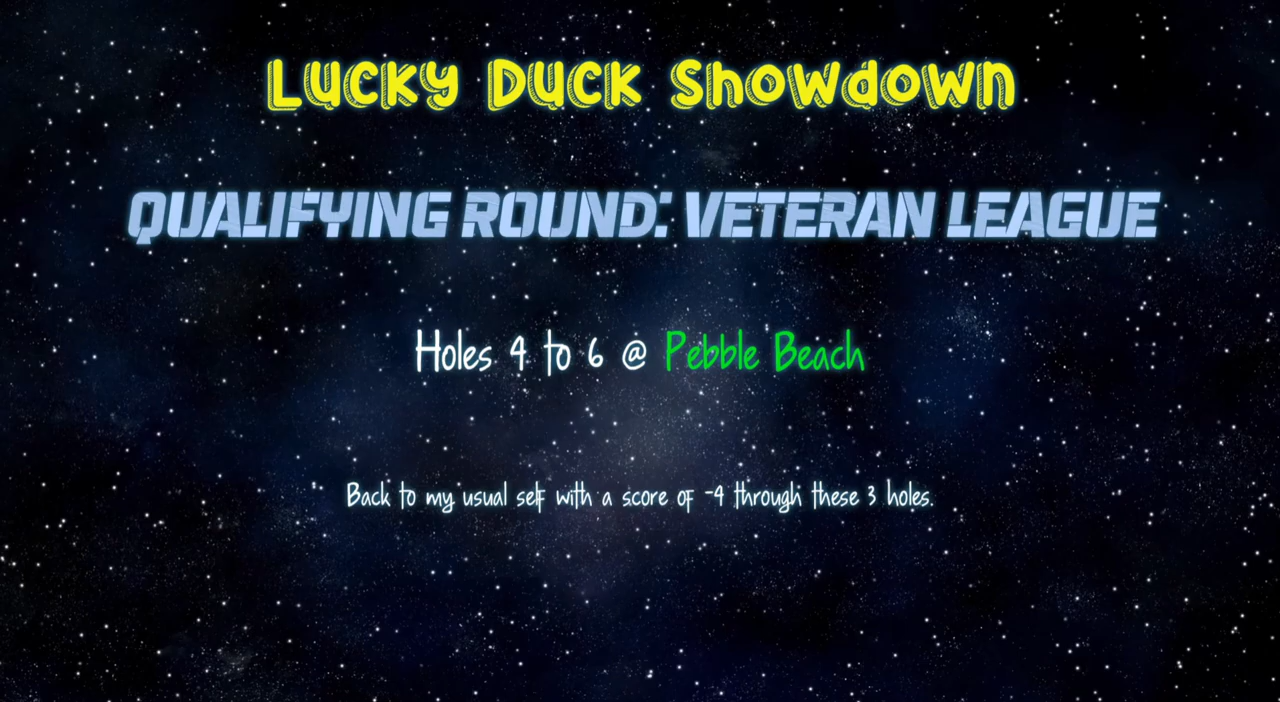 Lucky Duck Showdown
QUALIFYING ROUND: VETERAN LEAGUE
Holes 4 to 6 @ Pebble Beach
Back to my usual self with a score of -4 through these 3 holes.